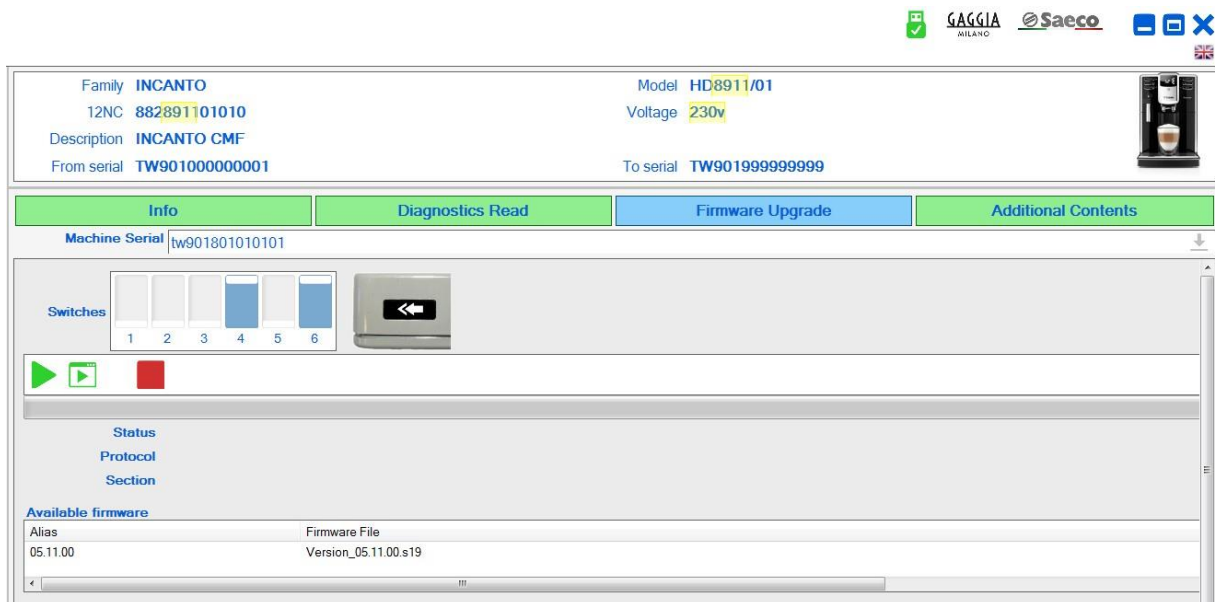 GAGGIA
MILANO
Saeco
Family INCANTO
Model HD8911/01
12NC 882891101010
Voltage 230v
Description INCANTO CMF
From serial TW901000000001
To serial TW901999999999
Info
Diagnostics Read
Firmware Upgrade
Additional Contents
Machine Serial tw901801010101
Switches
1 2 3 4 5 6
Status
Protocol
Section
Available firmware
Alias Firmware File
05.11.00 Version_05.11.00.s19